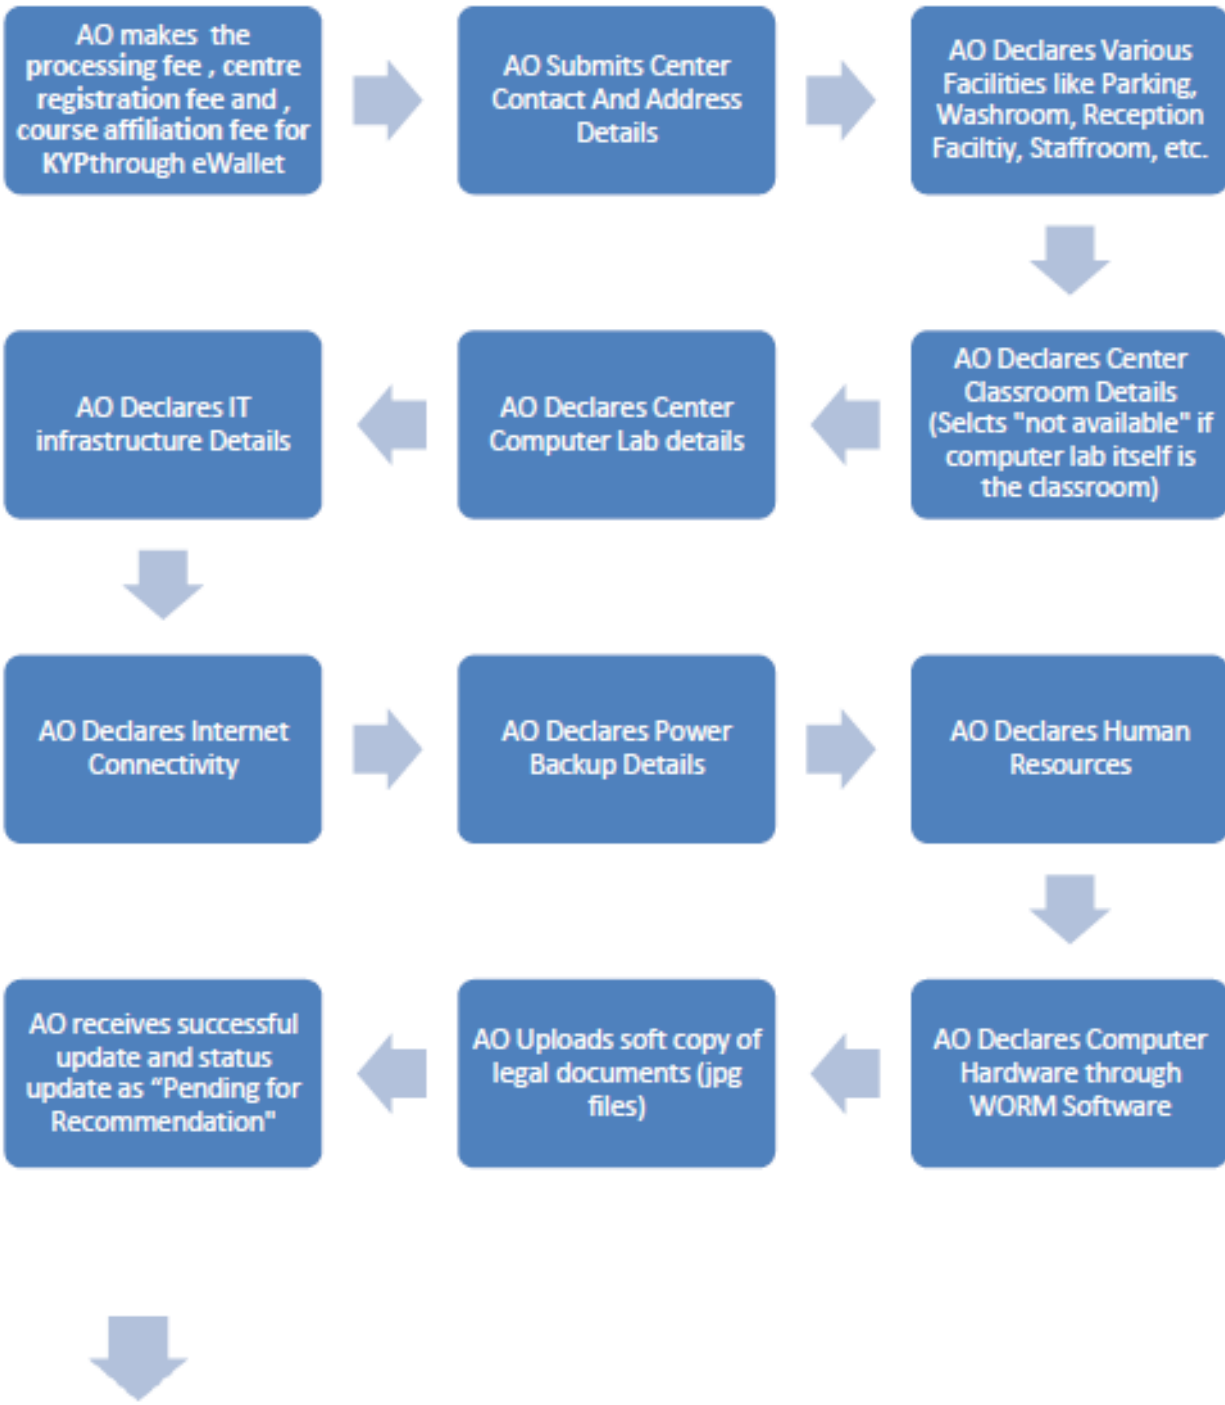 AO makes the
processing fee , centre
registration fee and ,
course affiliation fee for
KYPthrough eWallet
AO Submits Center
Contact And Address
Details
AO Declares Various
Facilities like Parking,
Washroom, Reception
Faciltiy, Staffroom, etc.
AO Declares Center
Classroom Details
(Selcts "not available" if
computer lab itself is
the classroom)
AO Declares Center
Computer Lab details
AO Declares IT
infrastructure Details
AO Declares Internet
Connectivity
AO Declares Power
Backup Details
AO Declares Human
Resources
AO Declares Computer
Hardware through
WORM Software
AO Uploads soft copy of
legal documents (jpg
files)
AO receives successful
update and status
update as “Pending for
Recommendation"